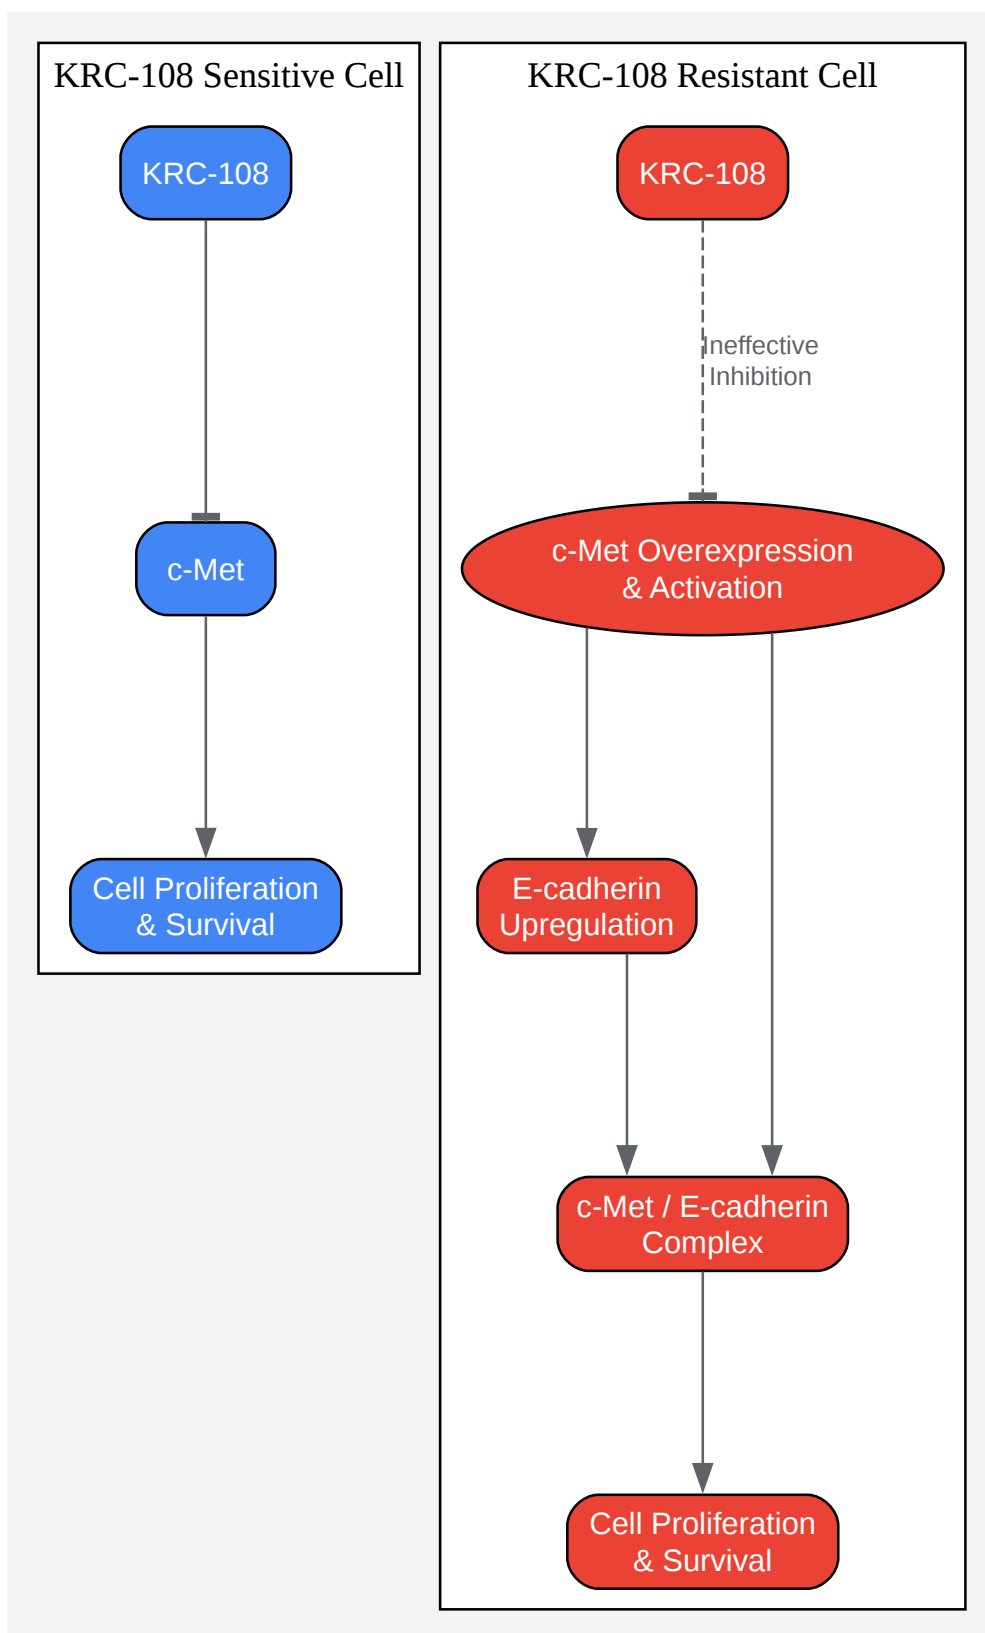 KRC-108 Sensitive Cell
KRC-108
c-Met
Cell Proliferation
& Survival
KRC-108 Resistant Cell
KRC-108
Ineffective
Inhibition
c-Met Overexpression
& Activation
E-cadherin
Upregulation
c-Met / E-cadherin
Complex
Cell Proliferation
& Survival